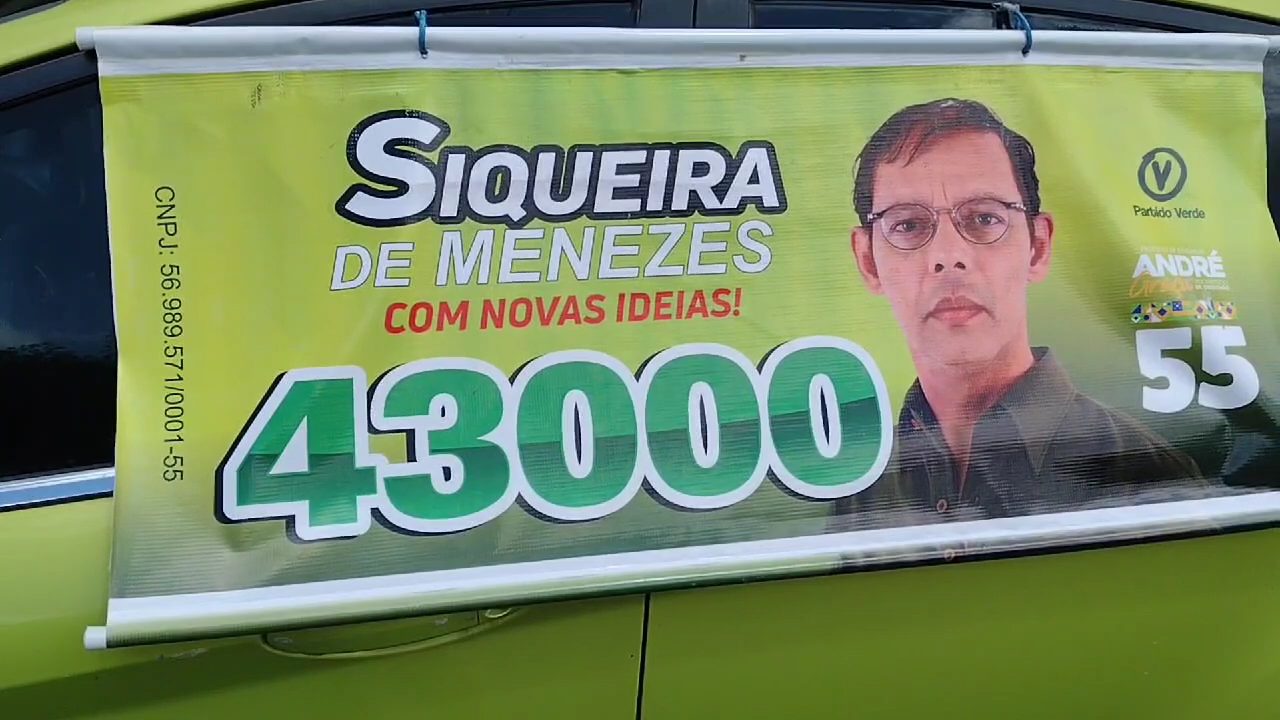 SIQUEIRA
DE MENEZES
COM NOVAS IDEIAS!
43000
CNPJ: 56.989.571/0001-55
Partido Verde
ANDRÉ
55